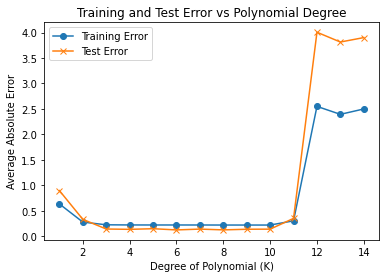 Training and Test Error vs Polynomial Degree
Training Error
Test Error
Average Absolute Error
4.0
3.5
3.0
2.5
2.0
1.5
1.0
0.5
0.0
2 4 6 8 10 12 14
Degree of Polynomial (K)